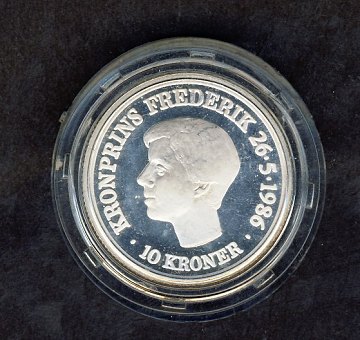 KRONPRINS FREDERIK 26·5·1986
· 10 KRONER ·